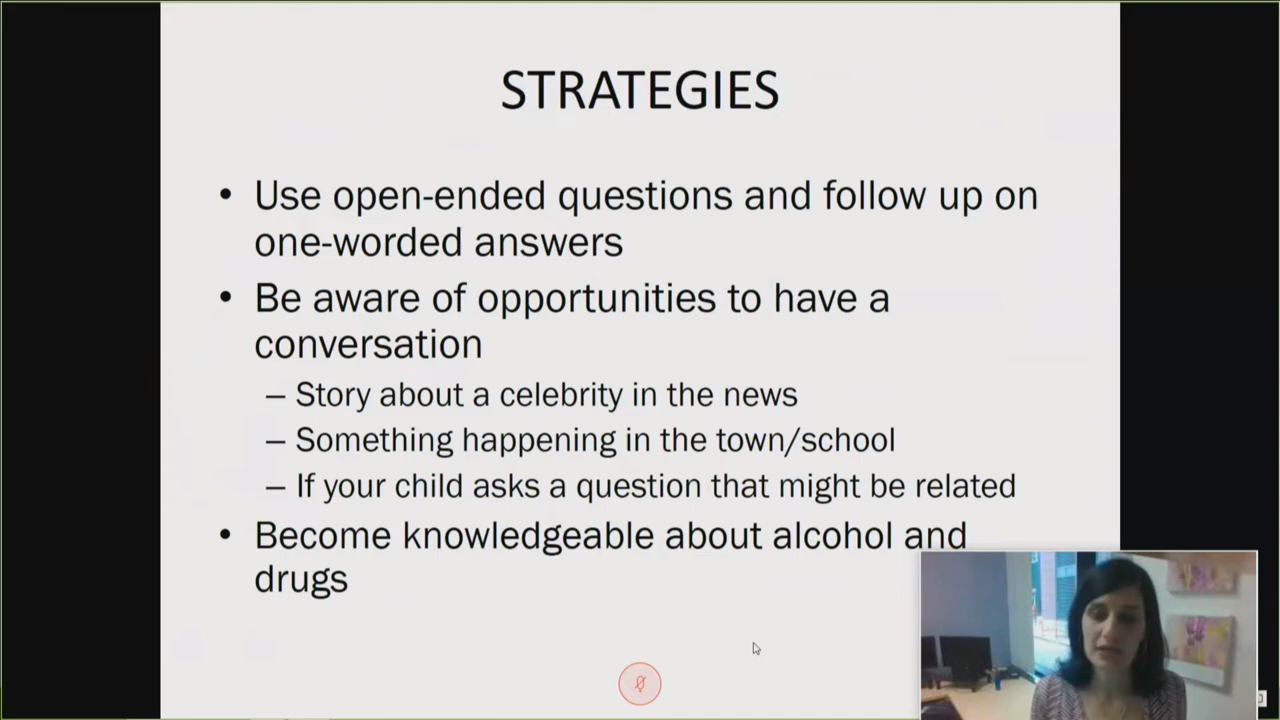 STRATEGIES
• Use open-ended questions and follow up on
one-worded answers
• Be aware of opportunities to have a
conversation
– Story about a celebrity in the news
– Something happening in the town/school
– If your child asks a question that might be related
• Become knowledgeable about alcohol and
drugs